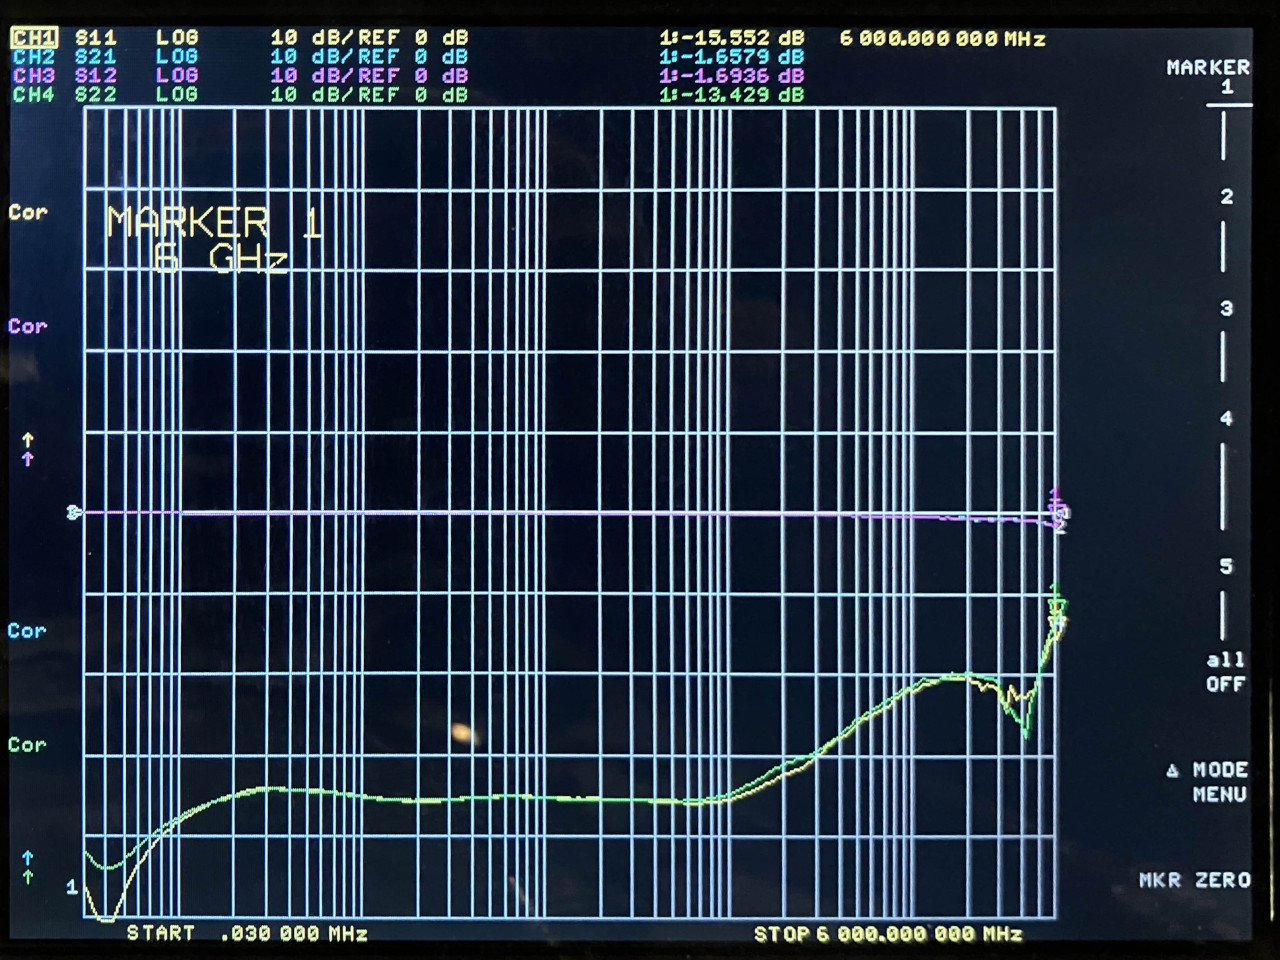 CH1 S11 LOG 10 dB/REF 0 dB 1:-15.552 dB 6 000.000 000 MHz
CH2 S21 LOG 10 dB/REF 0 dB 1:-1.6579 dB
CH3 S12 LOG 10 dB/REF 0 dB 1:-1.6936 dB
CH4 S22 LOG 10 dB/REF 0 dB 1:-13.429 dB
MARKER
1
2
Cor
MARKER 1
6 GHz
3
Cor
4
↑
↑
5
Cor
all
OFF
Cor
Δ MODE
MENU
↑
↑
1
MKR ZERO
START .030 000 MHz STOP 6 000.000 000 MHz